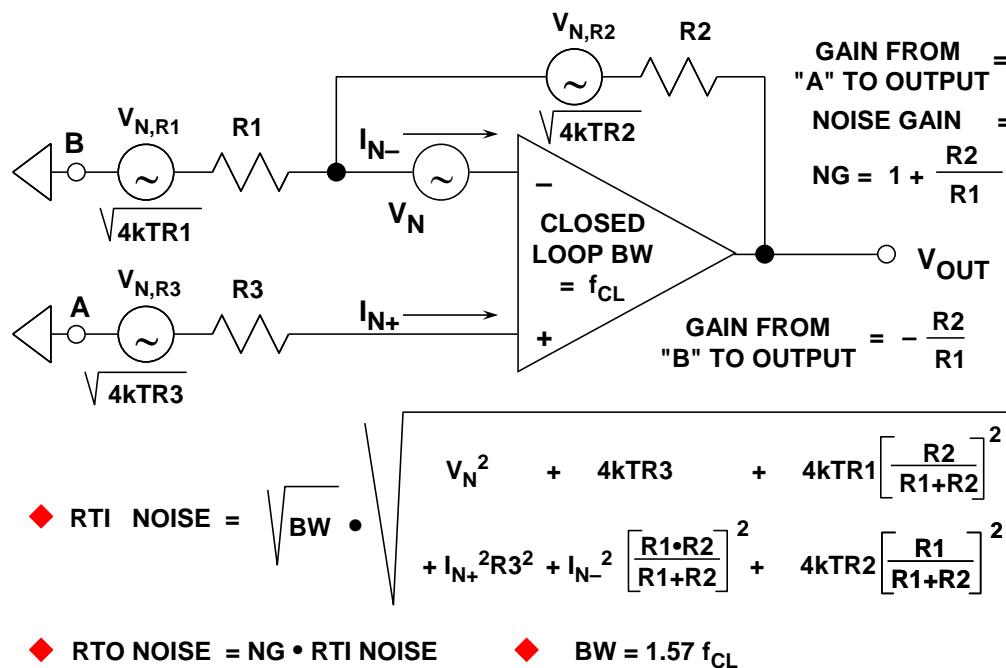 V_N,R2
R2
GAIN FROM =
"A" TO OUTPUT
NOISE GAIN =
NG = 1 + R2/R1
B
V_N,R1
R1
I_N–
√4kTR2
∼
∼
∼
–
V_N
√4kTR1
CLOSED
LOOP BW
= f_CL
V_OUT
A
V_N,R3
R3
I_N+
∼
+
√4kTR3
GAIN FROM
"B" TO OUTPUT = – R2/R1
RTI NOISE = √BW • √
V_N² + 4kTR3 + 4kTR1[R2/R1+R2]²
+ I_N+²R3² + I_N–² [R1•R2/R1+R2]² + 4kTR2[R1/R1+R2]²
RTO NOISE = NG • RTI NOISE
BW = 1.57 f_CL